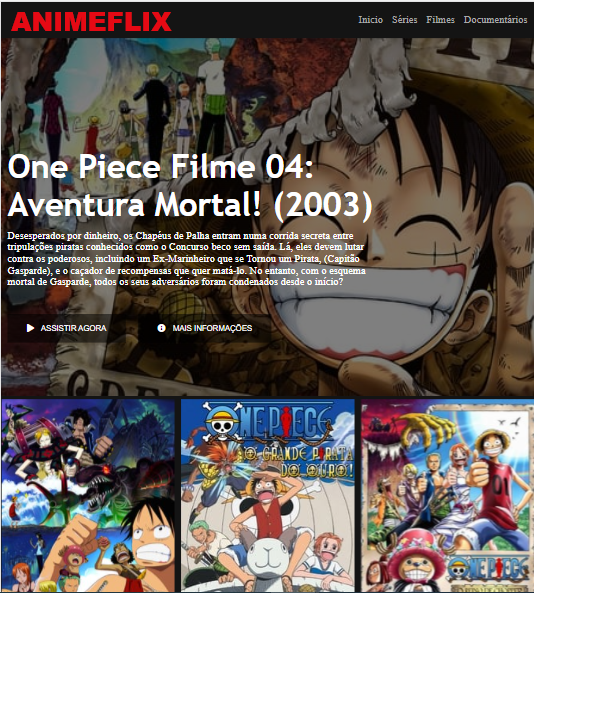 ANIMEFLIX
Início Séries Filmes Documentários
One Piece Filme 04:
Aventura Mortal! (2003)
Desesperados por dinheiro, os Chapéus de Palha entram numa corrida secreta entre
tripulações piratas conhecidos como o Concurso beco sem saída. Lá, eles devem lutar
contra os poderosos, incluindo um Ex-Marinheiro que se Tornou um Pirata, (Capitão
Gasparde), e o caçador de recompensas que quer matá-lo. No entanto, com o esquema
mortal de Gasparde, todos os seus adversários foram condenados desde o início?
ASSISTIR AGORA MAIS INFORMAÇÕES
ONE PIECE
O GRANDE PIRATA
DO OURO!
01
ONE PIECE